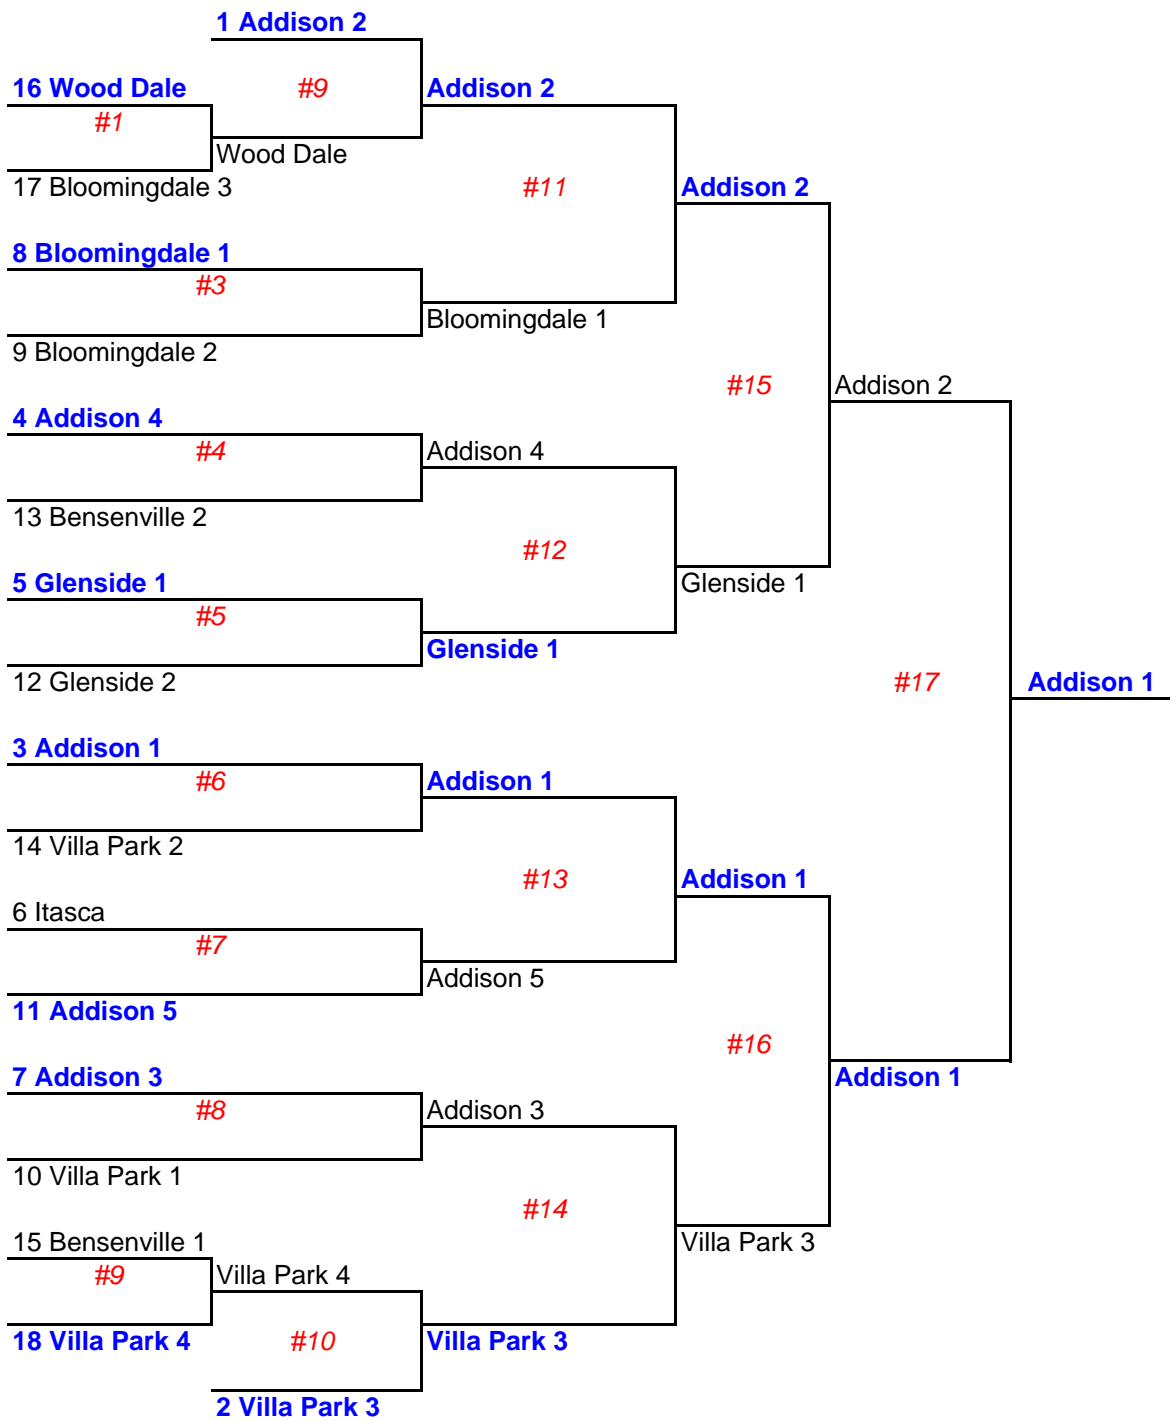 1 Addison 2
16 Wood Dale
#9
Addison 2
#1
Wood Dale
17 Bloomingdale 3
#11
Addison 2
8 Bloomingdale 1
#3
Bloomingdale 1
9 Bloomingdale 2
#15
Addison 2
4 Addison 4
#4
Addison 4
13 Bensenville 2
#12
5 Glenside 1
Glenside 1
#5
Glenside 1
12 Glenside 2
#17
Addison 1
3 Addison 1
#6
Addison 1
14 Villa Park 2
#13
Addison 1
6 Itasca
#7
Addison 5
11 Addison 5
#16
7 Addison 3
Addison 1
#8
Addison 3
10 Villa Park 1
#14
15 Bensenville 1
Villa Park 3
#9
Villa Park 4
18 Villa Park 4
#10
Villa Park 3
2 Villa Park 3